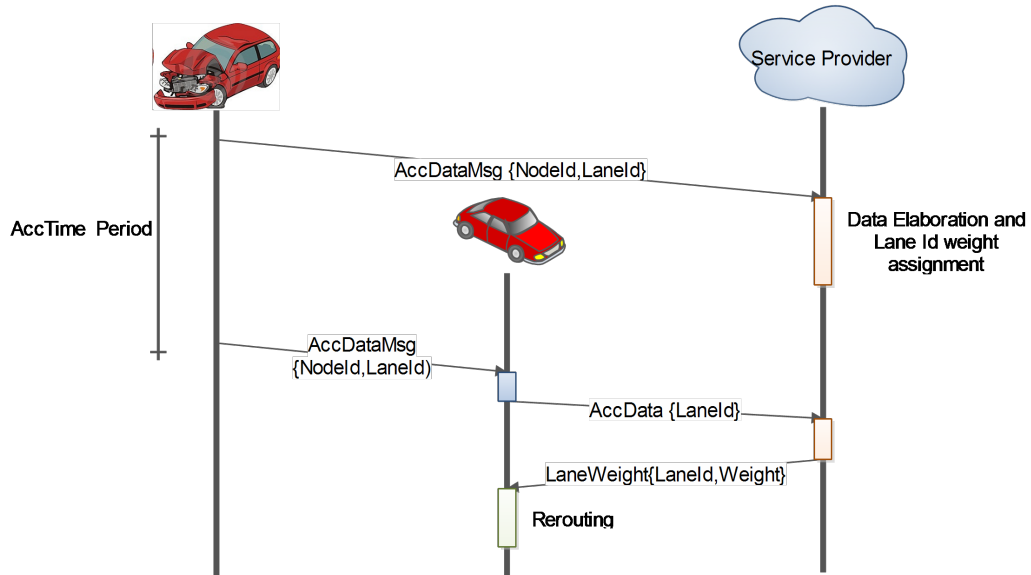 Service Provider
AccDataMsg {NodeId,LaneId}
AccTime Period
Data Elaboration and
Lane Id weight
assignment
AccDataMsg
{NodeId,LaneId)
AccData {LaneId}
LaneWeight{LaneId,Weight}
Rerouting